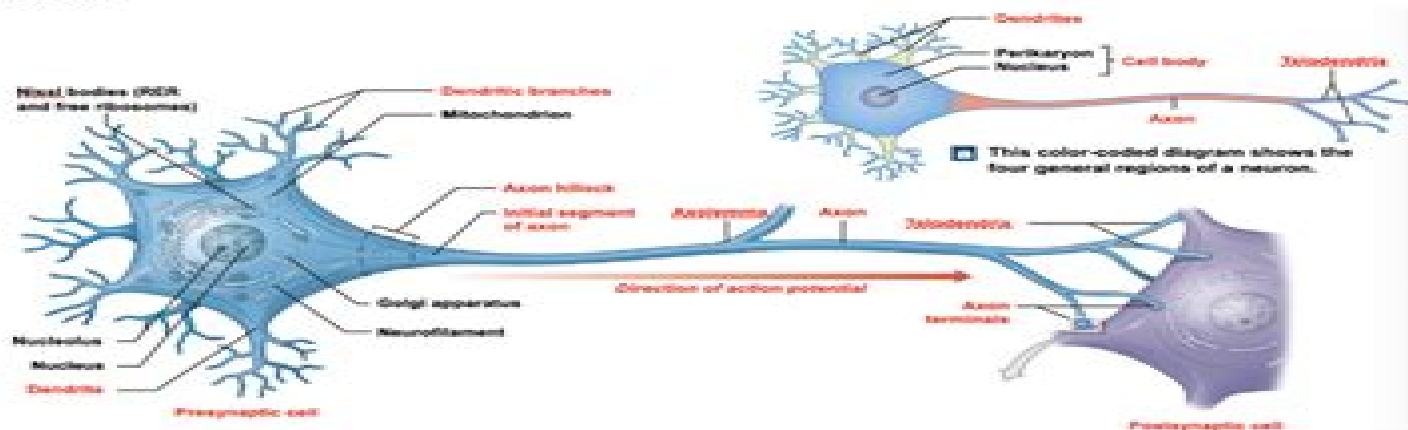 Dendrites
Perikaryon
Nucleus
Cell body
Telodendria
Axon
This color-coded diagram shows the
four general regions of a neuron.
Nissl bodies (RER
and free ribosomes)
Dendritic branches
Mitochondrion
Axon hillock
Initial segment
of axon
Axolemma
Axon
Telodendria
Direction of action potential
Axon
terminals
Golgi apparatus
Neurofilament
Nucleolus
Nucleus
Dendrite
Presynaptic cell
Postsynaptic cell